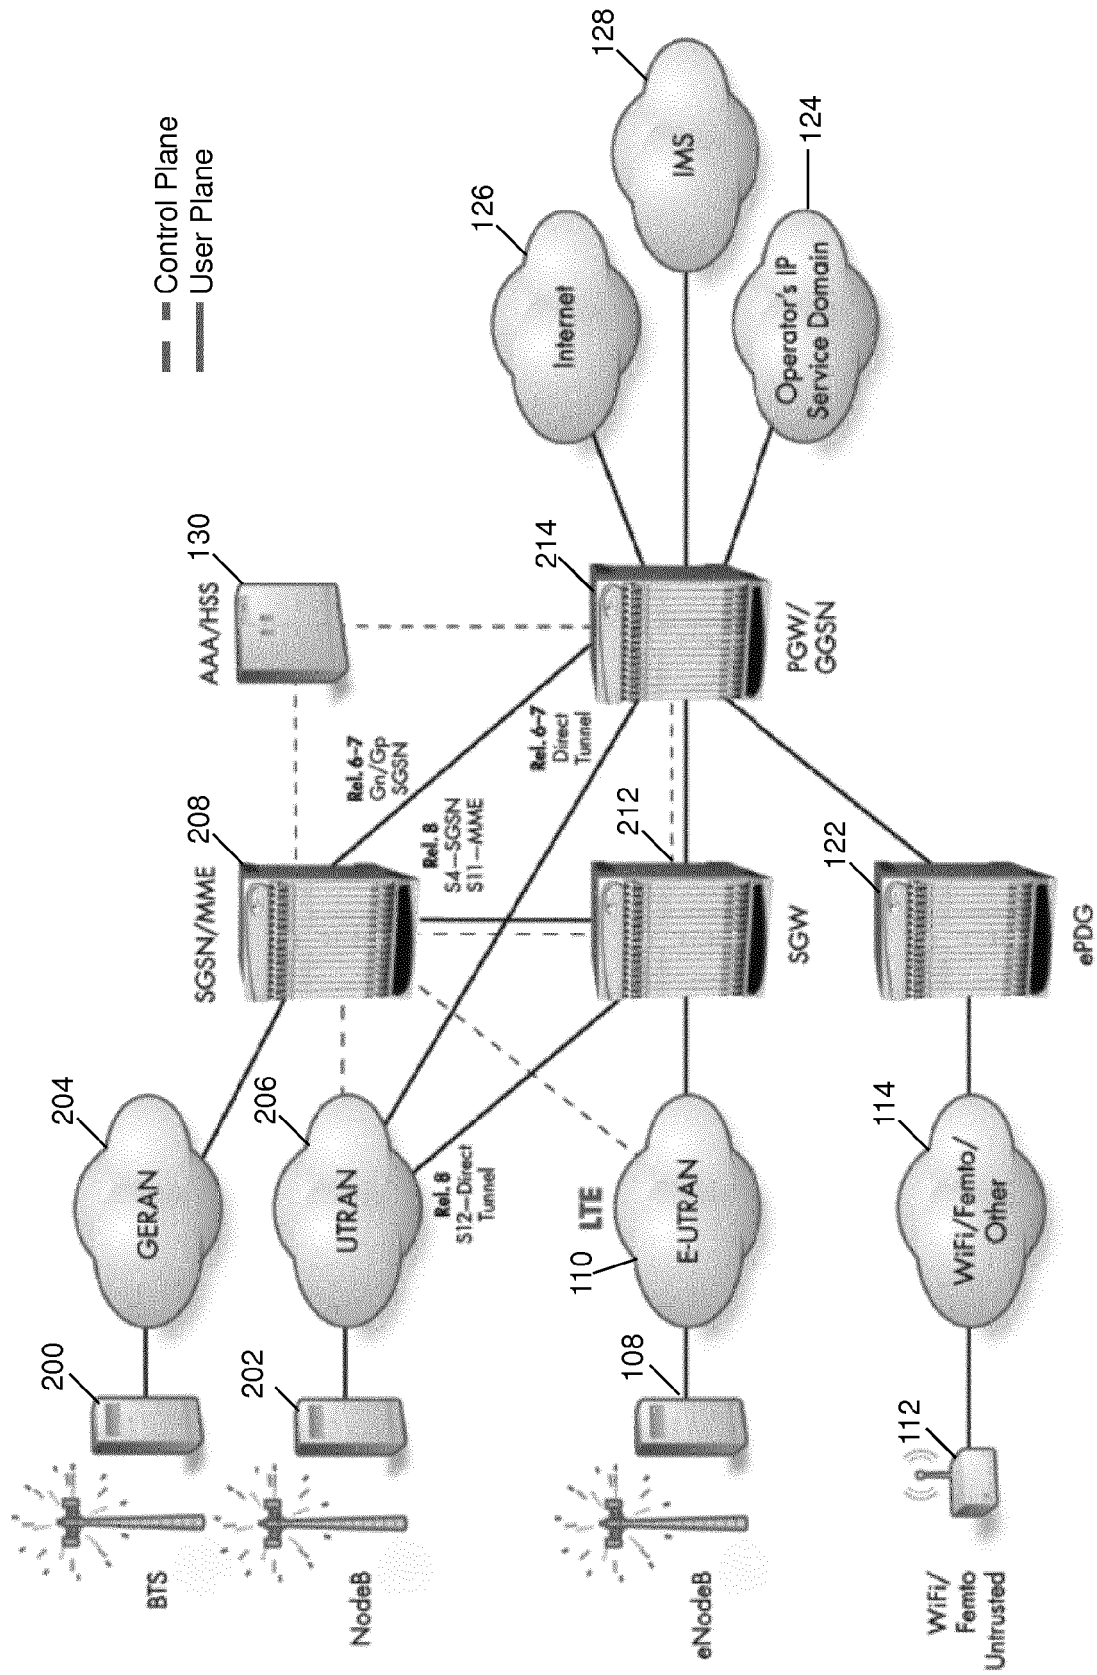 Control Plane
User Plane
BTS
200
GERAN
204
SGSN/MME
208
AAA/HSS
130
NodeB
202
UTRAN
206
Rel. 6–7
Gn/Gp
SGSN
Rel. 8
S4–SGSN
S11–MME
Rel. 6–7
Direct
Tunnel
Rel. 8
S12–Direct
Tunnel
LTE
eNodeB
108
E-UTRAN
110
SGW
212
PGW/
GGSN
214
Internet
126
IMS
128
Operator's IP
Service Domain
124
WiFi/
Femto
Untrusted
112
WiFi/Femto/
Other
114
ePDG
122